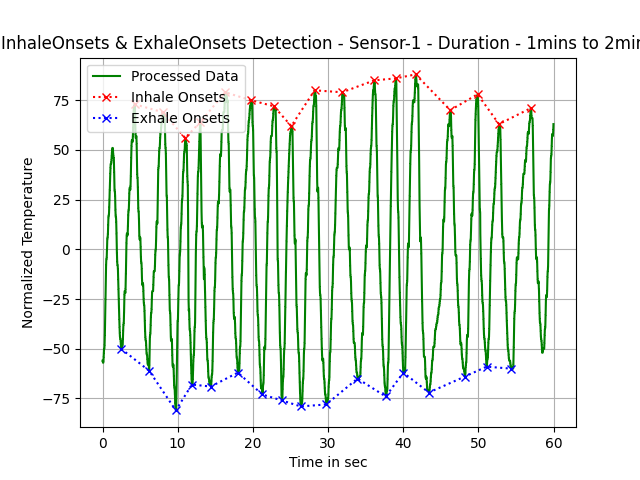 InhaleOnsets & ExhaleOnsets Detection - Sensor-1 - Duration - 1mins to 2min
Processed Data
Inhale Onsets
Exhale Onsets
Normalized Temperature
75
50
25
0
−25
−50
−75
0 10 20 30 40 50 60
Time in sec